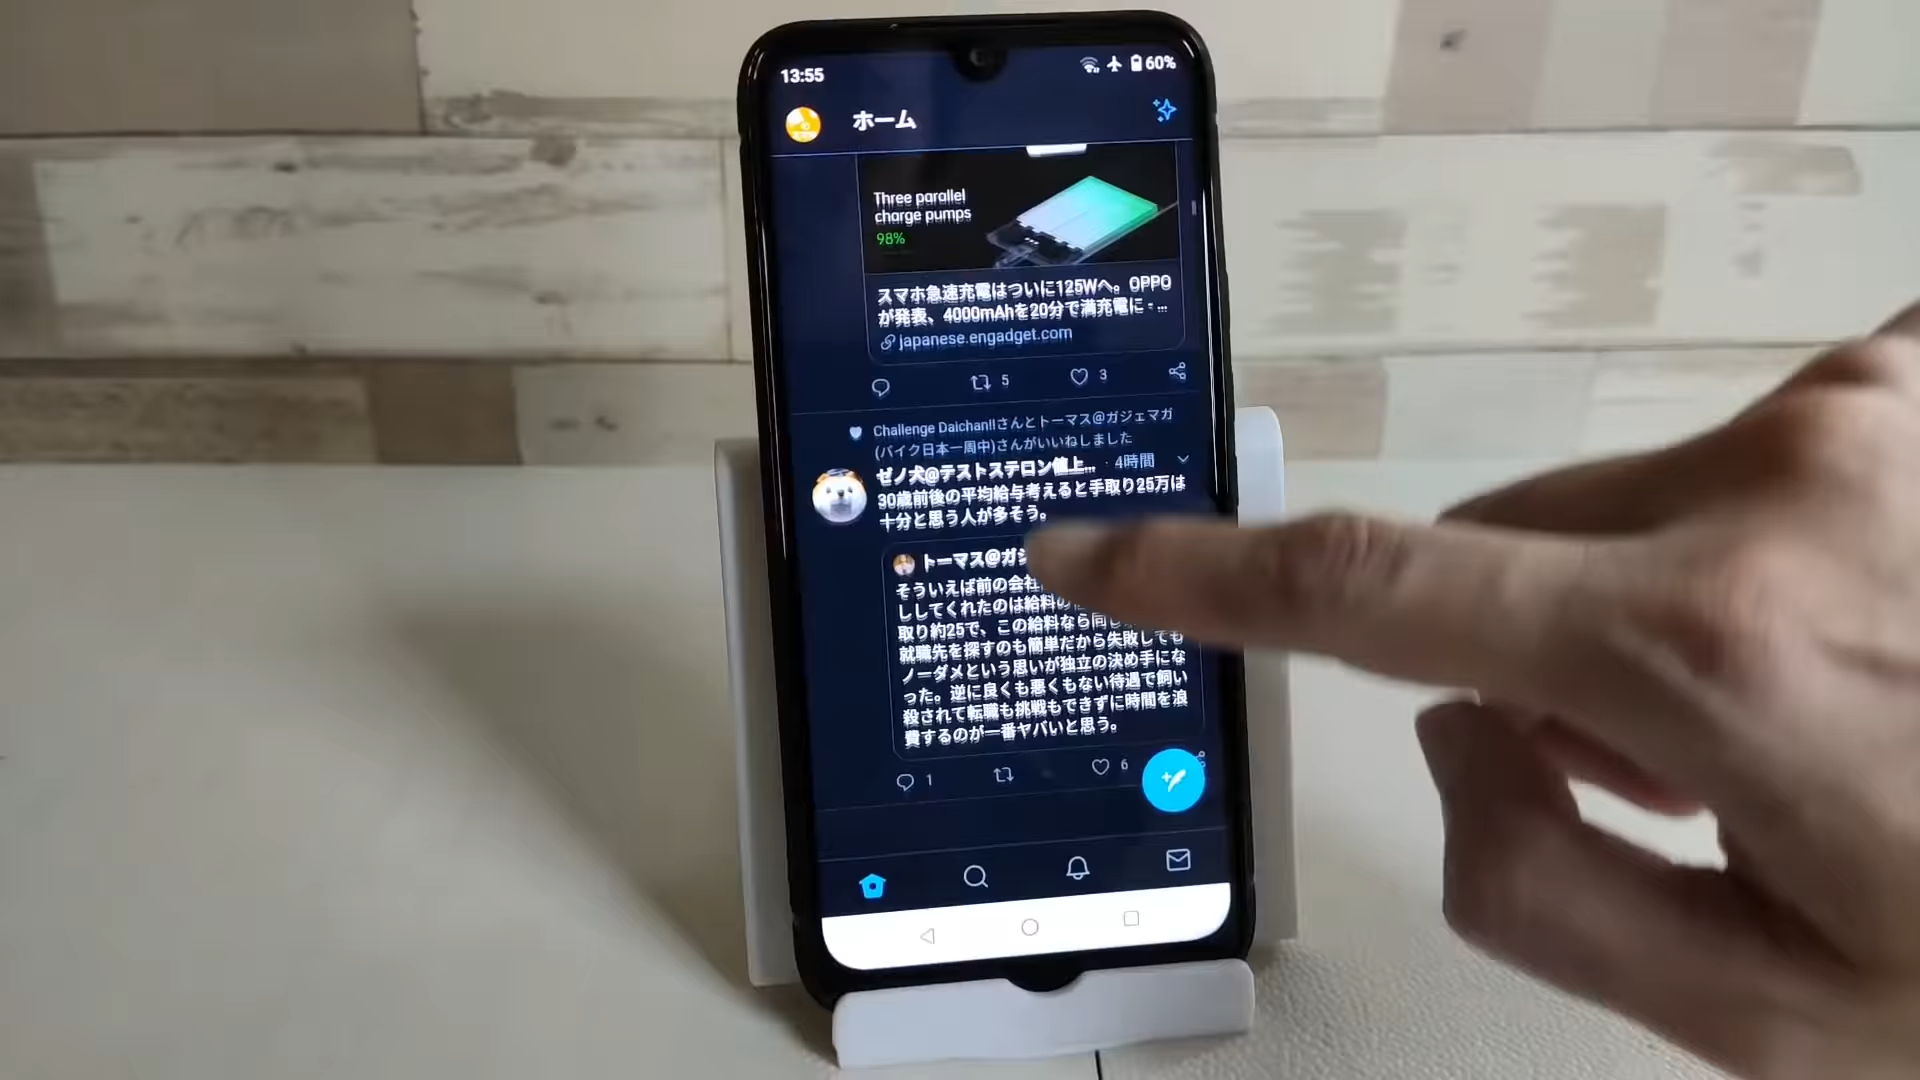 13:55
60%
ホーム
Three parallel
charge pumps
98%
スマホ急速充電はついに125Wへ。OPPO
が発表、4000mAhを20分で満充電に - ...
japanese.engadget.com
5
3
Challenge Daichan!!さんとトーマス@ガジェマガ
(バイク日本一周中)さんがいいねしました
ゼノ犬@テストステロン値上... · 4時間
30歳前後の平均給与考えると手取り25万は
十分と思う人が多そう。
トーマス@ガジ
そういえば前の会社
ししてくれたのは給料の
取り約25で、この給料なら同じ
就職先を探すのも簡単だから失敗しても
ノーダメという思いが独立の決め手にな
った。逆に良くも悪くもない待遇で飼い
殺されて転職も挑戦もできずに時間を浪
費するのが一番ヤバいと思う。
1
6